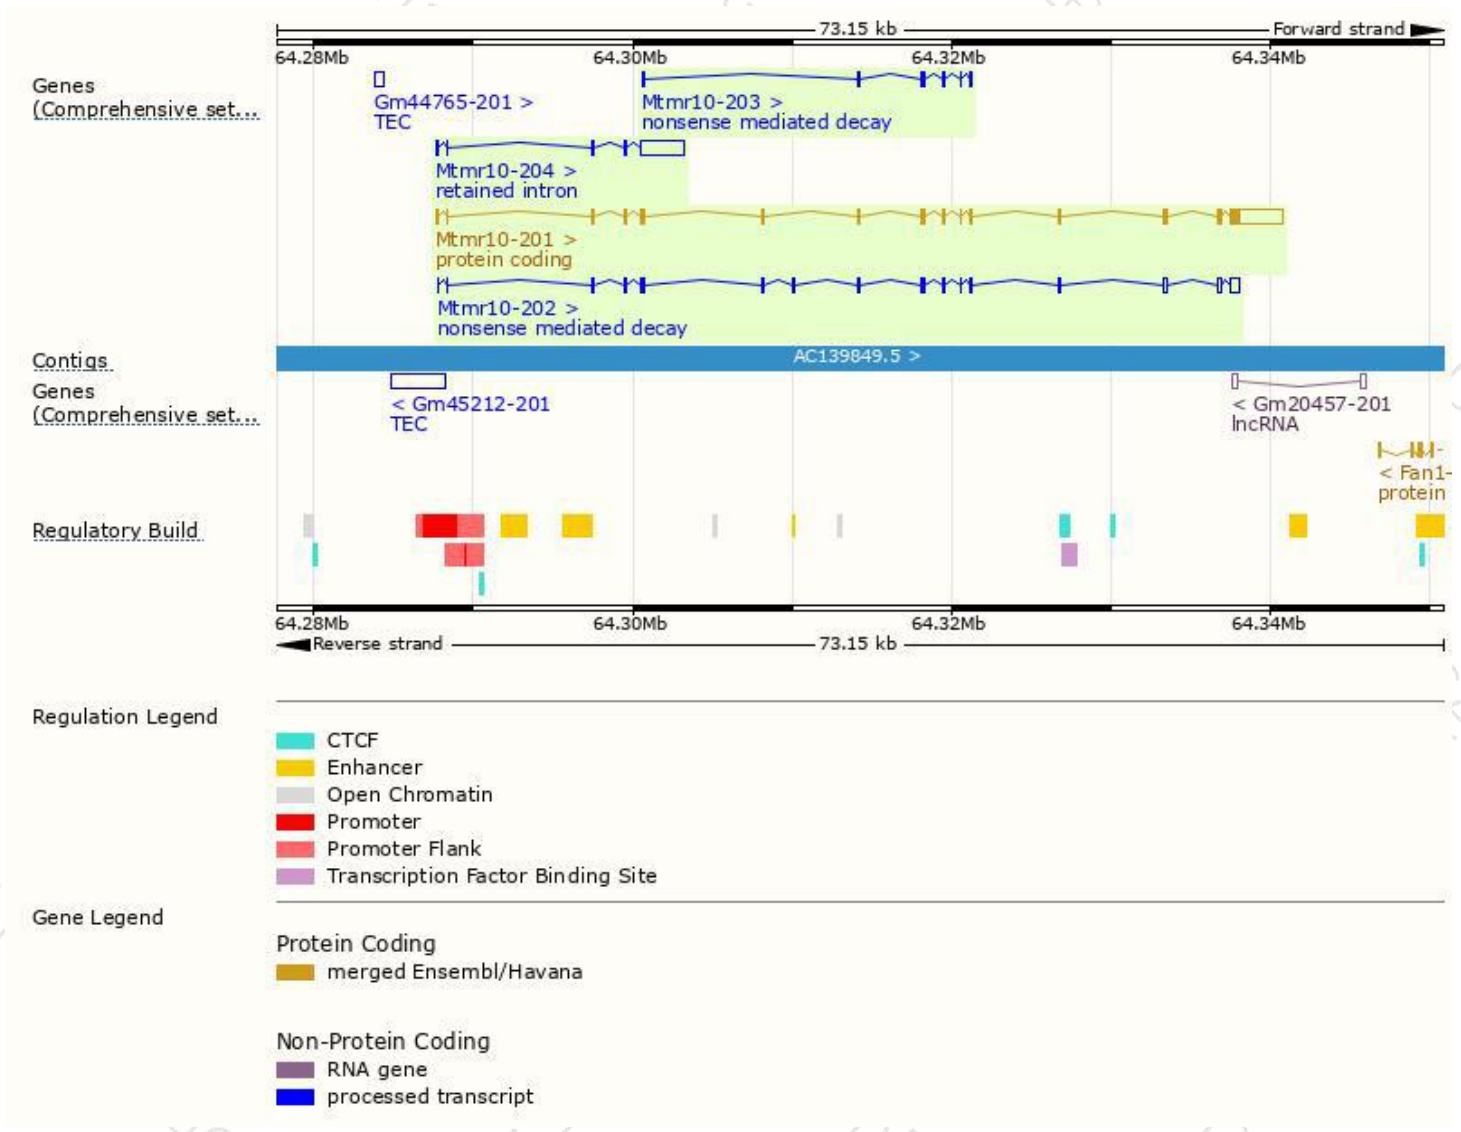 73.15 kb
Forward strand
64.28Mb 64.30Mb 64.32Mb 64.34Mb
Genes
(Comprehensive set...
Gm44765-201 >
TEC
Mtmr10-203 >
nonsense mediated decay
Mtmr10-204 >
retained intron
Mtmr10-201 >
protein coding
Mtmr10-202 >
nonsense mediated decay
Contigs
AC139849.5 >
Genes
(Comprehensive set...
< Gm45212-201
TEC
< Gm20457-201
lncRNA
< Fan1-
protein
Regulatory Build
64.28Mb 64.30Mb 64.32Mb 64.34Mb
Reverse strand
73.15 kb
Regulation Legend
CTCF
Enhancer
Open Chromatin
Promoter
Promoter Flank
Transcription Factor Binding Site
Gene Legend
Protein Coding
merged Ensembl/Havana
Non-Protein Coding
RNA gene
processed transcript